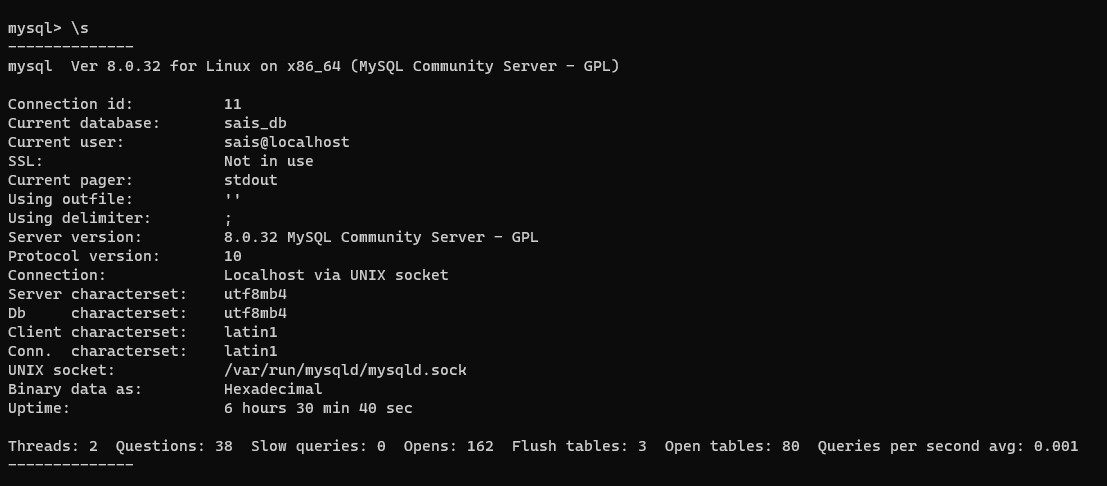 mysql> \s
--------------
mysql  Ver 8.0.32 for Linux on x86_64 (MySQL Community Server - GPL)

Connection id:          11
Current database:       sais_db
Current user:           sais@localhost
SSL:                    Not in use
Current pager:          stdout
Using outfile:          ''
Using delimiter:        ;
Server version:         8.0.32 MySQL Community Server - GPL
Protocol version:       10
Connection:             Localhost via UNIX socket
Server characterset:    utf8mb4
Db     characterset:    utf8mb4
Client characterset:    latin1
Conn.  characterset:    latin1
UNIX socket:            /var/run/mysqld/mysqld.sock
Binary data as:         Hexadecimal
Uptime:                 6 hours 30 min 40 sec

Threads: 2  Questions: 38  Slow queries: 0  Opens: 162  Flush tables: 3  Open tables: 80  Queries per second avg: 0.001
--------------